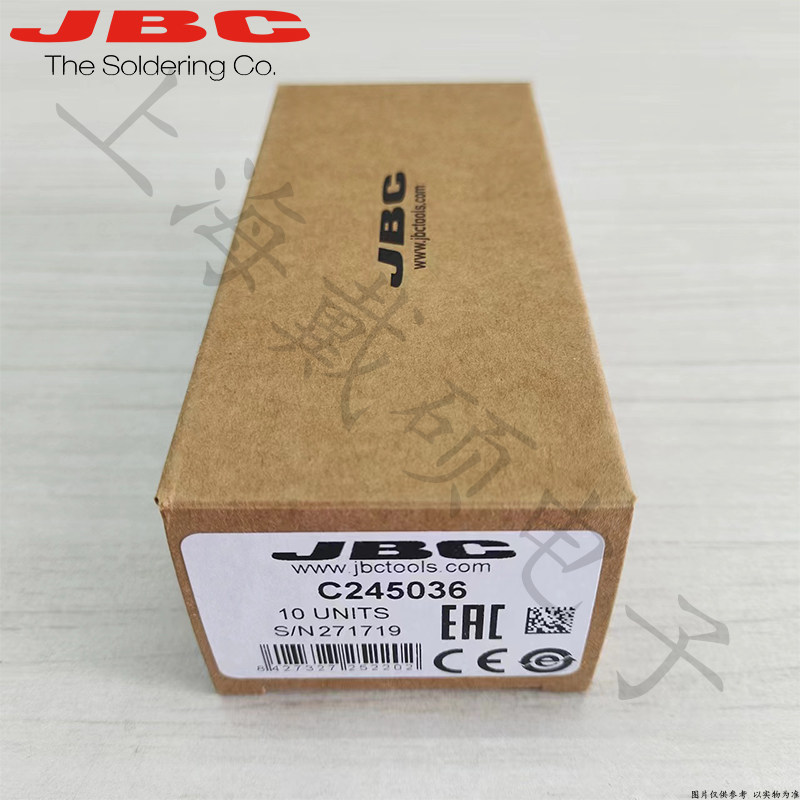 JBC
The Soldering Co.
JBC
www.jbctools.com
上海戴硕电子
JBC
www.jbctools.com
C245036
10 UNITS
S/N271719
EAC
CE
8427327 252202
图片仅供参考 以实物为准